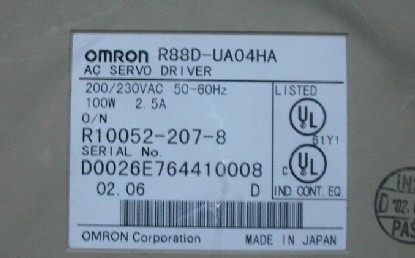 OMRON R88D-UA04HA
AC SERVO DRIVER
200/230VAC 50-60Hz
100W 2.5A
O/N
R10052-207-8
SERIAL No.
D0026E764410008
02.06 D
LISTED
UL
61Y1
c UL
IND. CONT. EQ.
OMRON Corporation MADE IN JAPAN
D '02.